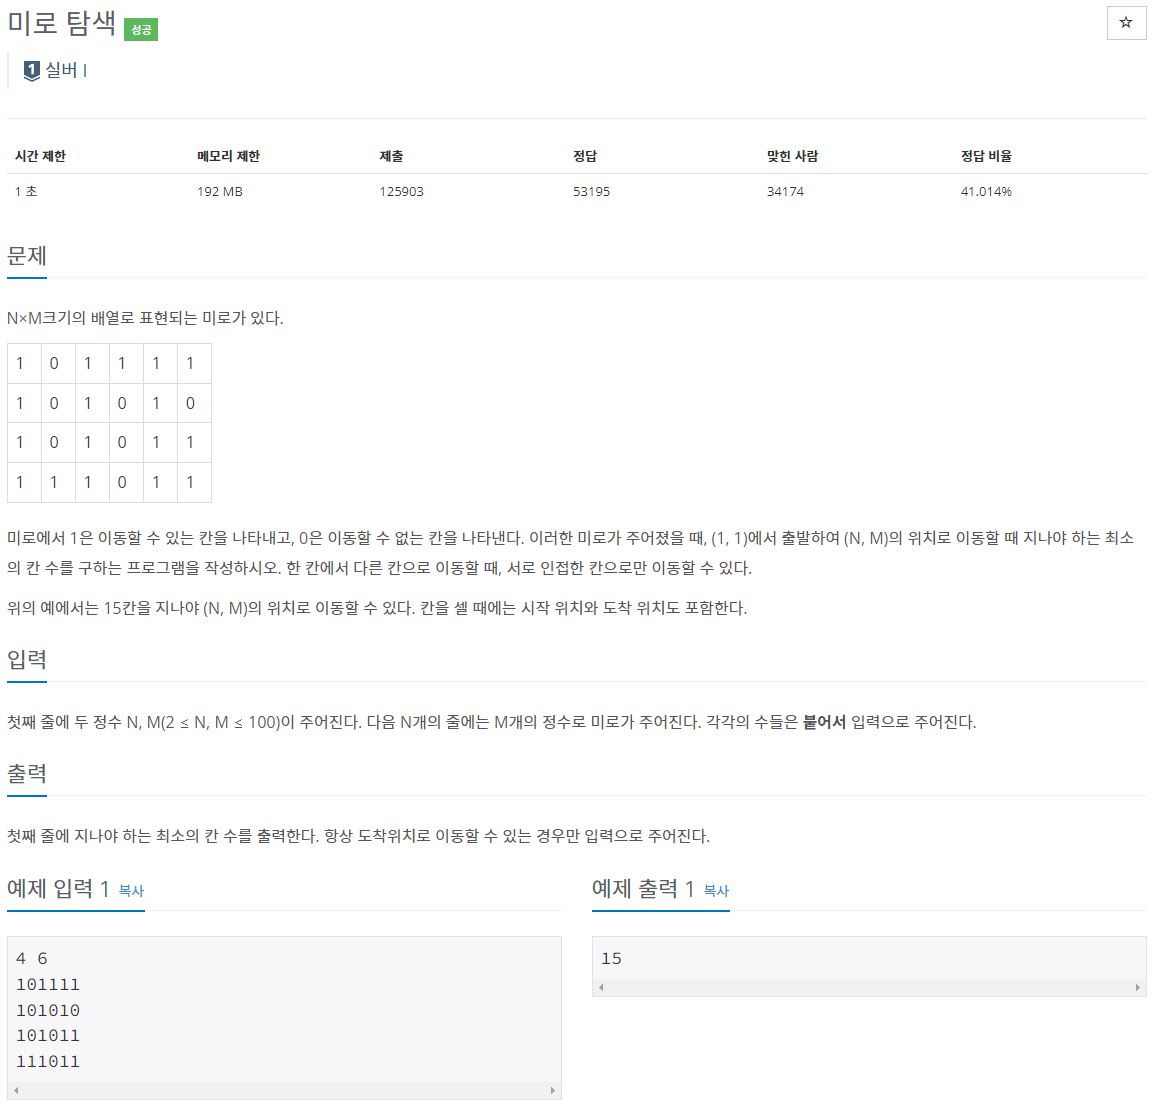 미로 탐색 성공
☆
1 실버 I
시간 제한 메모리 제한 제출 정답 맞힌 사람 정답 비율
1 초 192 MB 125903 53195 34174 41.014%
문제
N×M크기의 배열로 표현되는 미로가 있다.
1 0 1 1 1 1
1 0 1 0 1 0
1 0 1 0 1 1
1 1 1 0 1 1
미로에서 1은 이동할 수 있는 칸을 나타내고, 0은 이동할 수 없는 칸을 나타낸다. 이러한 미로가 주어졌을 때, (1, 1)에서 출발하여 (N, M)의 위치로 이동할 때 지나야 하는 최소
의 칸 수를 구하는 프로그램을 작성하시오. 한 칸에서 다른 칸으로 이동할 때, 서로 인접한 칸으로만 이동할 수 있다.
위의 예에서는 15칸을 지나야 (N, M)의 위치로 이동할 수 있다. 칸을 셀 때에는 시작 위치와 도착 위치도 포함한다.
입력
첫째 줄에 두 정수 N, M(2 ≤ N, M ≤ 100)이 주어진다. 다음 N개의 줄에는 M개의 정수로 미로가 주어진다. 각각의 수들은 붙어서 입력으로 주어진다.
출력
첫째 줄에 지나야 하는 최소의 칸 수를 출력한다. 항상 도착위치로 이동할 수 있는 경우만 입력으로 주어진다.
예제 입력 1 복사
4 6
101111
101010
101011
111011
예제 출력 1 복사
15